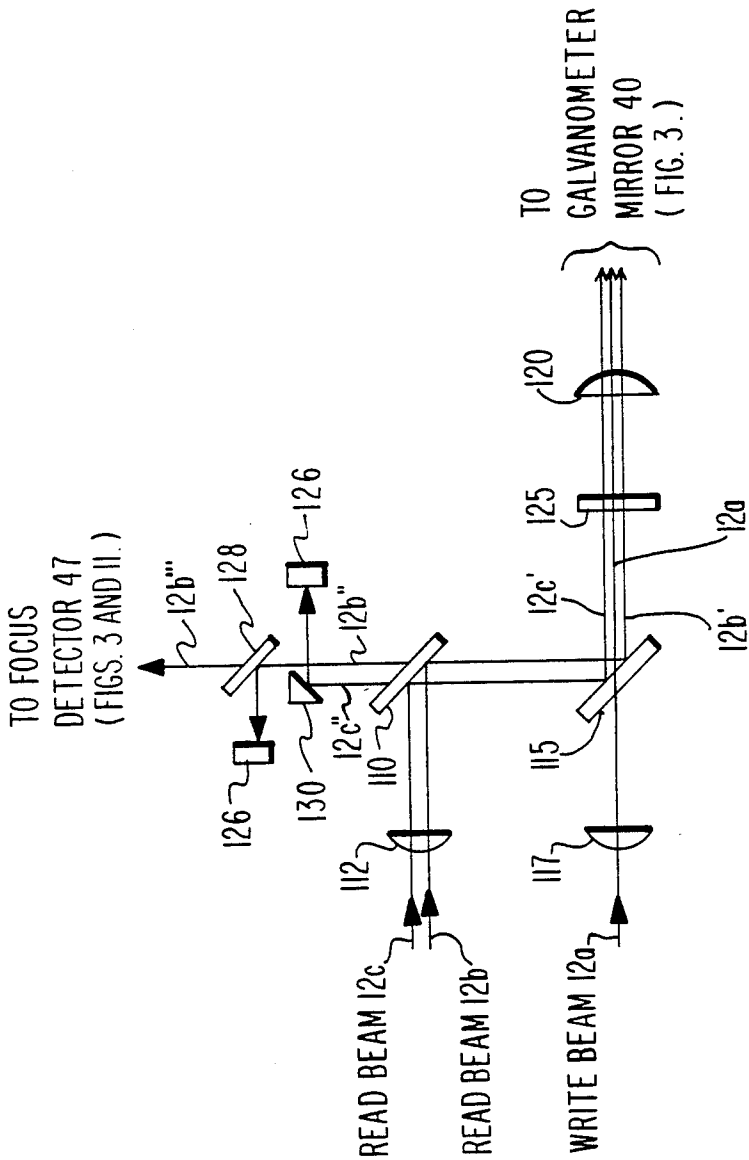 TO FOCUS
DETECTOR 47
(FIGS. 3 AND 11.)
12b'''
128
126
126
130
12b''
12c''
110
112
READ BEAM 12c
READ BEAM 12b
WRITE BEAM 12a
117
115
12c'
12b'
12a
125
120
TO
GALVANOMETER
MIRROR 40
(FIG. 3.)